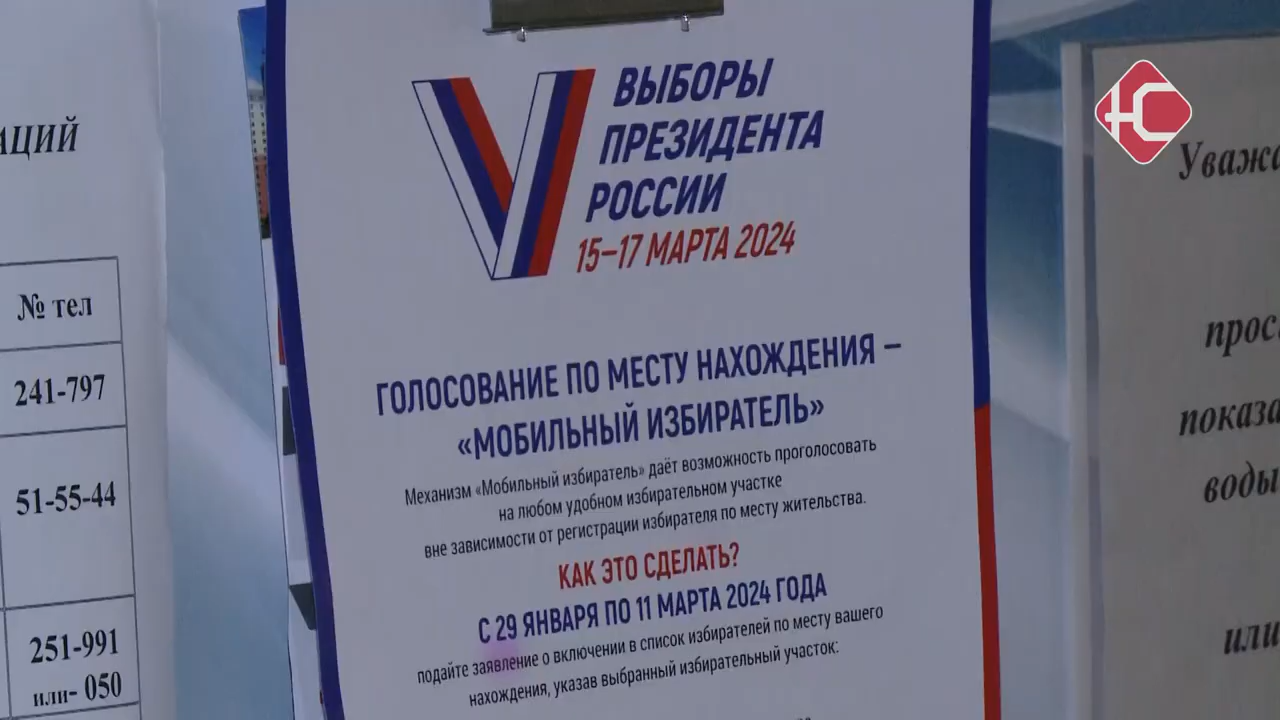 АЦИЙ
№ тел
241-797
51-55-44
251-991
или- 050
ВЫБОРЫ
ПРЕЗИДЕНТА
РОССИИ
15–17 МАРТА 2024
ГОЛОСОВАНИЕ ПО МЕСТУ НАХОЖДЕНИЯ –
«МОБИЛЬНЫЙ ИЗБИРАТЕЛЬ»
Механизм «Мобильный избиратель» даёт возможность проголосовать
на любом удобном избирательном участке
вне зависимости от регистрации избирателя по месту жительства.
КАК ЭТО СДЕЛАТЬ?
С 29 ЯНВАРЯ ПО 11 МАРТА 2024 ГОДА
подайте заявление о включении в список избирателей по месту вашего
нахождения, указав выбранный избирательный участок:
Ю С
Уваж
прос
показа
воды
или